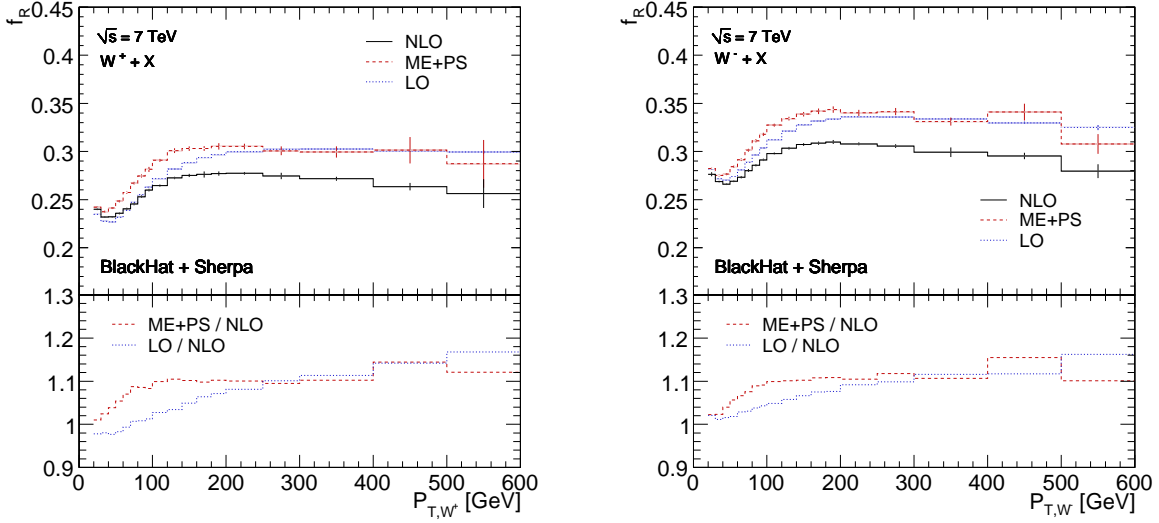 f_R
0.45
0.4
0.35
0.3
0.25
0.2
√s = 7 TeV
W⁺ + X
NLO
ME+PS
LO
BlackHat + Sherpa
1.3
1.2
1.1
1
0.9
ME+PS / NLO
LO / NLO
0 100 200 300 400 500 600
P_T,W⁺ [GeV]
f_R
0.45
0.4
0.35
0.3
0.25
0.2
√s = 7 TeV
W⁻ + X
NLO
ME+PS
LO
BlackHat + Sherpa
1.3
1.2
1.1
1
0.9
ME+PS / NLO
LO / NLO
0 100 200 300 400 500 600
P_T,W⁻ [GeV]